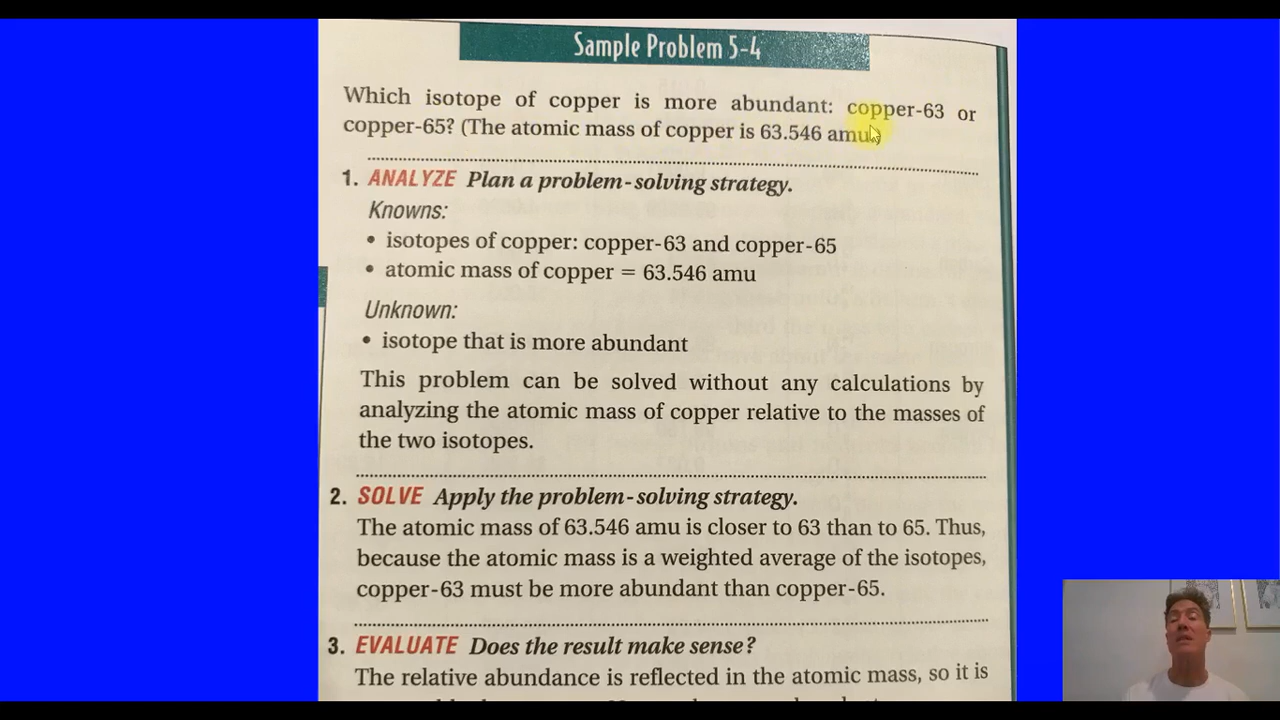 Sample Problem 5-4
Which isotope of copper is more abundant: copper-63 or
copper-65? (The atomic mass of copper is 63.546 amu.)
1. ANALYZE Plan a problem-solving strategy.
Knowns:
• isotopes of copper: copper-63 and copper-65
• atomic mass of copper = 63.546 amu
Unknown:
• isotope that is more abundant
This problem can be solved without any calculations by
analyzing the atomic mass of copper relative to the masses of
the two isotopes.
2. SOLVE Apply the problem-solving strategy.
The atomic mass of 63.546 amu is closer to 63 than to 65. Thus,
because the atomic mass is a weighted average of the isotopes,
copper-63 must be more abundant than copper-65.
3. EVALUATE Does the result make sense?
The relative abundance is reflected in the atomic mass, so it is